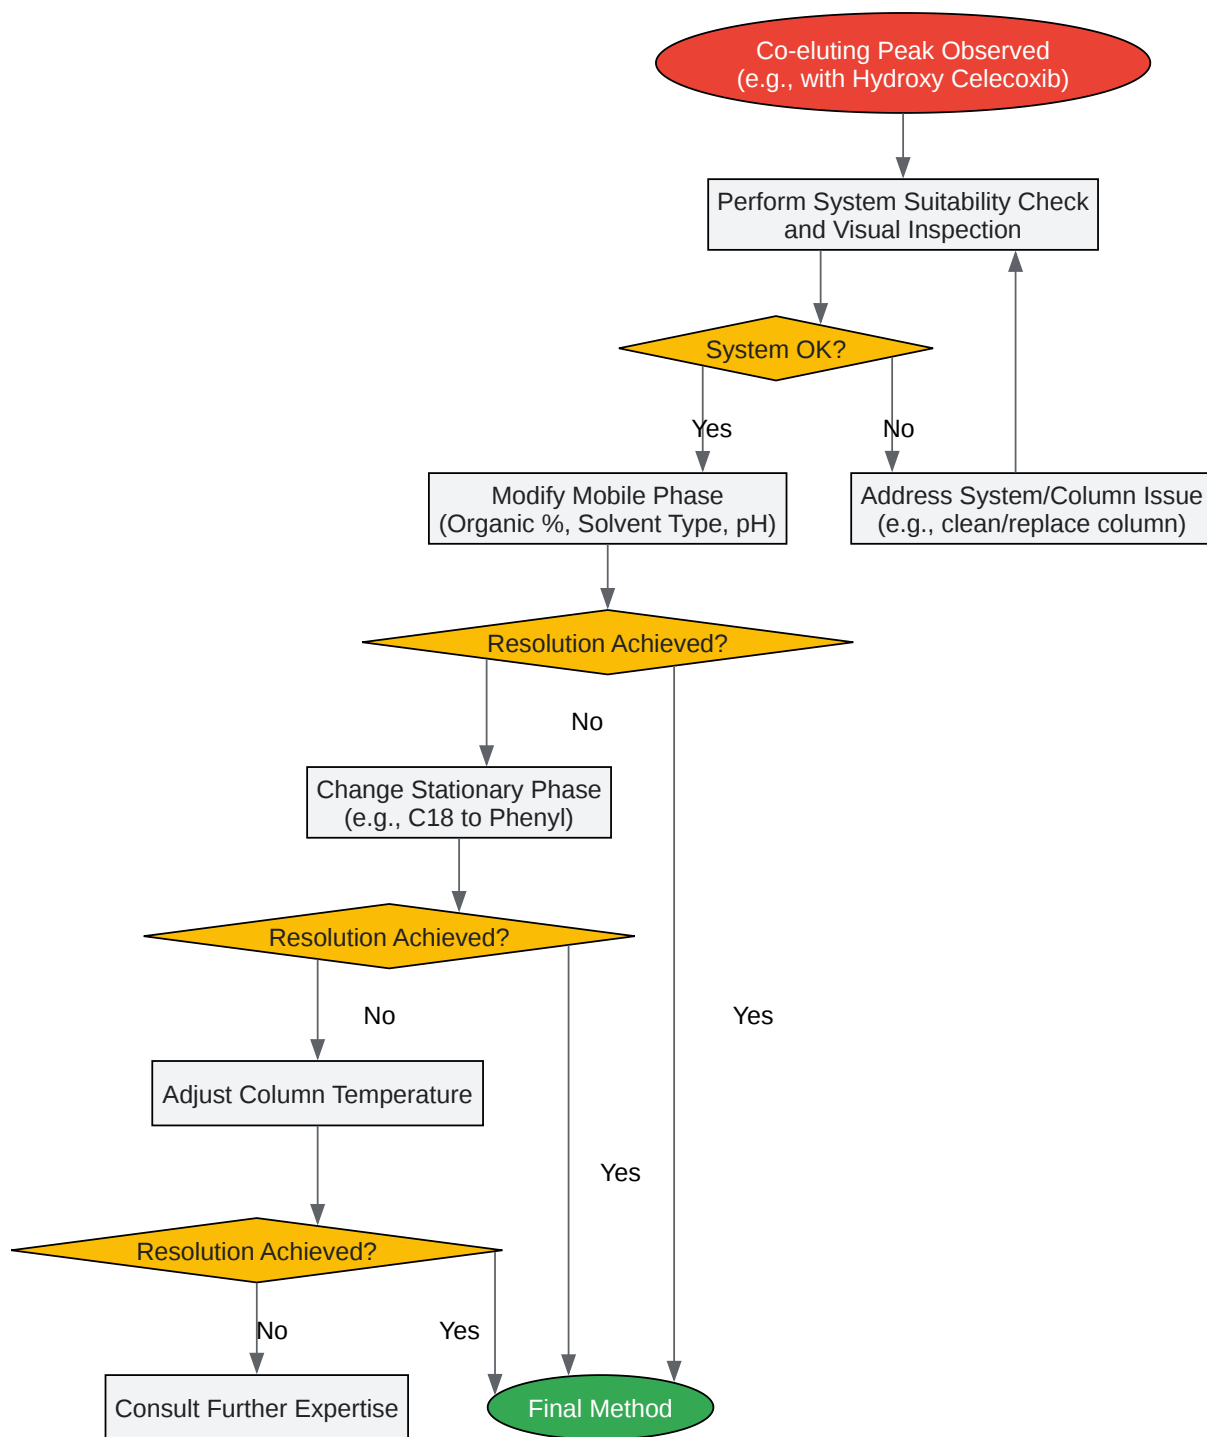 Co-eluting Peak Observed
(e.g., with Hydroxy Celecoxib)
Perform System Suitability Check
and Visual Inspection
System OK?
Yes
No
Modify Mobile Phase
(Organic %, Solvent Type, pH)
Address System/Column Issue
(e.g., clean/replace column)
Resolution Achieved?
No
Change Stationary Phase
(e.g., C18 to Phenyl)
Resolution Achieved?
No
Yes
Adjust Column Temperature
Yes
Resolution Achieved?
No
Yes
Consult Further Expertise
Final Method